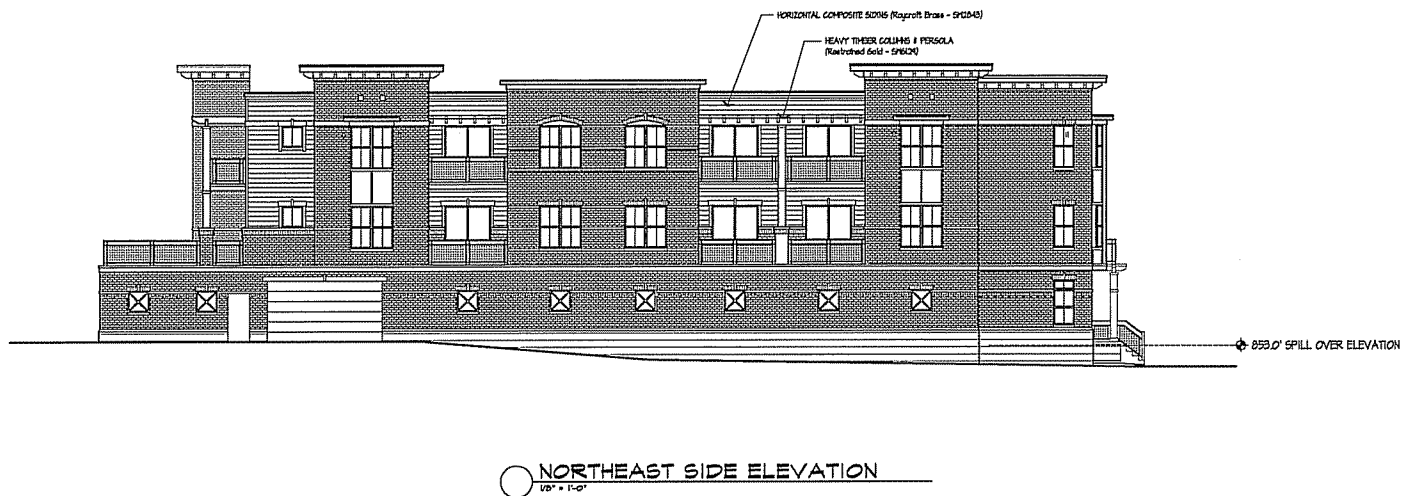 HORIZONTAL COMPOSITE SIDING (Roycroft Brass - SW2843)
HEAVY TIMBER COLUMNS & PERGOLA
(Restrained Gold - SW6129)
853.0' SPILL OVER ELEVATION
NORTHEAST SIDE ELEVATION
1/8" = 1'-0"